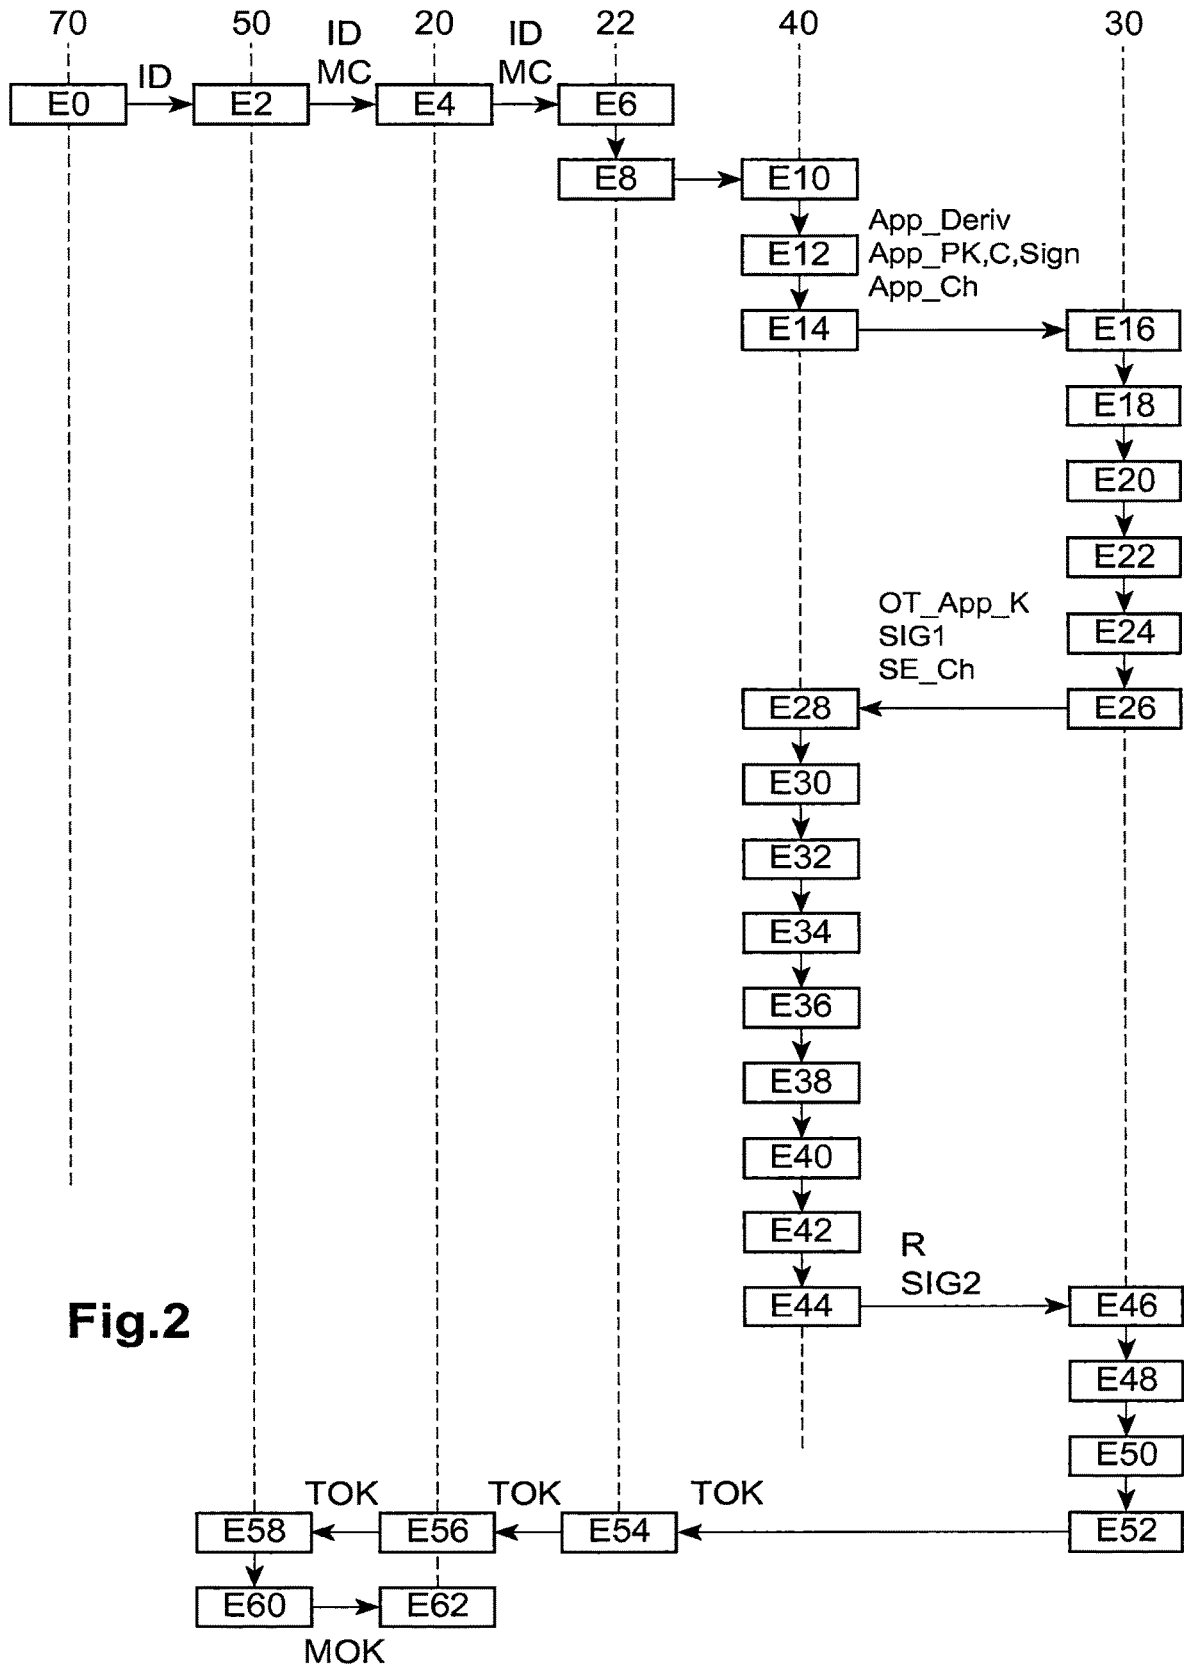 70 50 20 22 40 30
ID
ID
MC
ID
MC
E0 E2 E4 E6
E8 E10
App_Deriv
App_PK,C,Sign
App_Ch
E12
E14 E16
E18
E20
E22
E24
OT_App_K
SIG1
SE_Ch
E28 E26
E30
E32
E34
E36
E38
E40
E42
R
SIG2
E44 E46
Fig.2
E48
E50
TOK TOK TOK
E58 E56 E54 E52
E60 E62
MOK